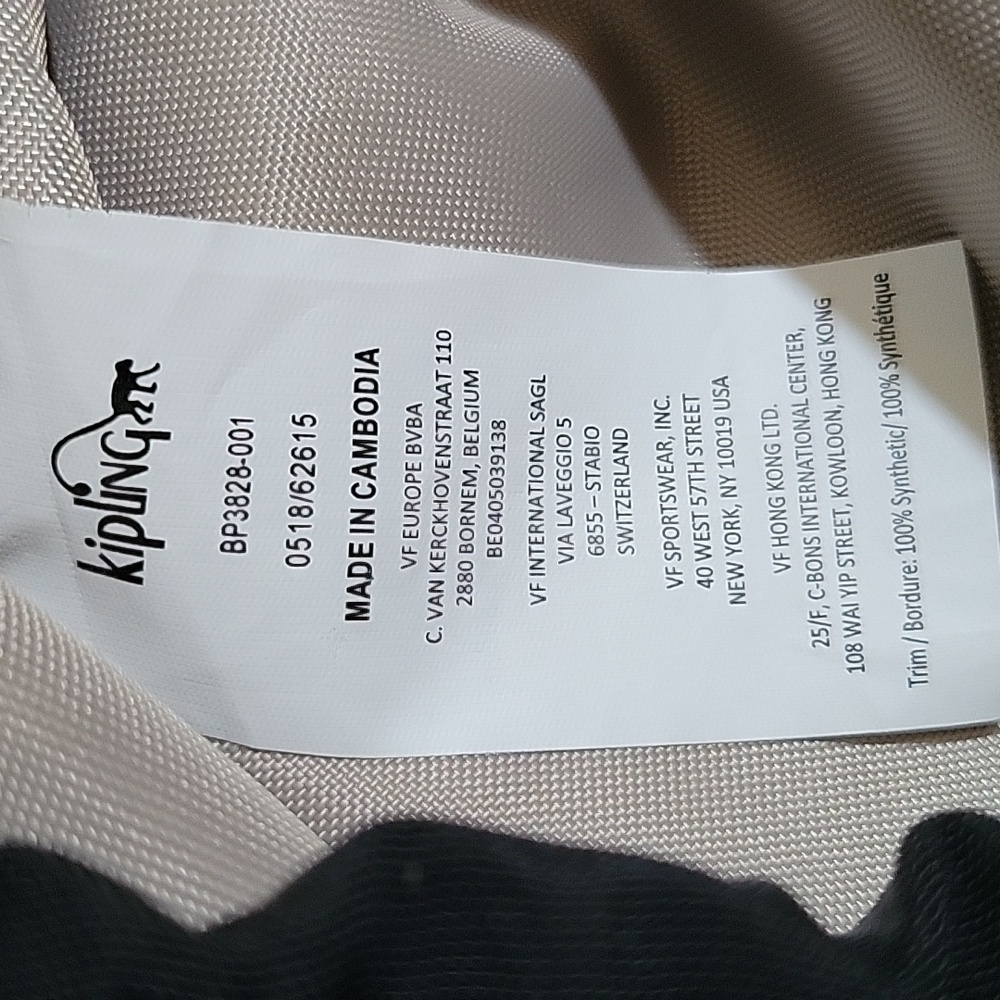 kipling
BP3828-001
0518/62615
MADE IN CAMBODIA
VF EUROPE BVBA
C. VAN KERCKHOVENSTRAAT 110
2880 BORNEM, BELGIUM
BE0405039138
VF INTERNATIONAL SAGL
VIA LAVEGGIO 5
6855 – STABIO
SWITZERLAND
VF SPORTSWEAR, INC.
40 WEST 57TH STREET
NEW YORK, NY 10019 USA
VF HONG KONG LTD.
25/F, C-BONS INTERNATIONAL CENTER,
108 WAI YIP STREET, KOWLOON, HONG KONG
Trim / Bordure: 100% Synthetic/ 100% Synthétique